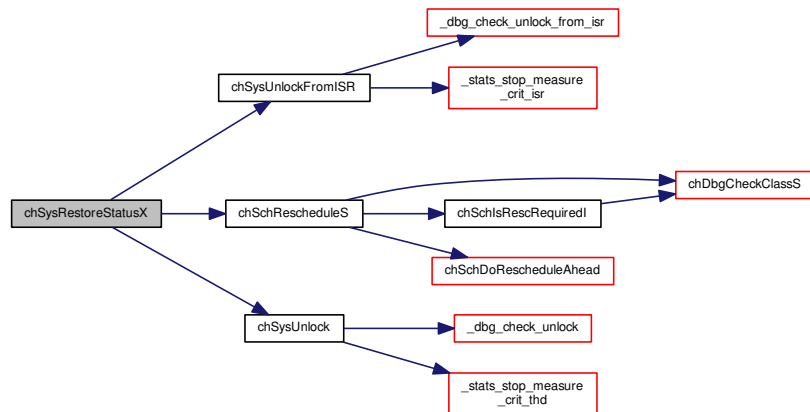 _dbg_check_unlock_from_isr
chSysUnlockFromISR
_stats_stop_measure
_crit_isr
chSysRestoreStatusX
chSchRescheduleS
chSchIsRescRequiredI
chDbgCheckClassS
chSchDoRescheduleAhead
chSysUnlock
_dbg_check_unlock
_stats_stop_measure
_crit_thd